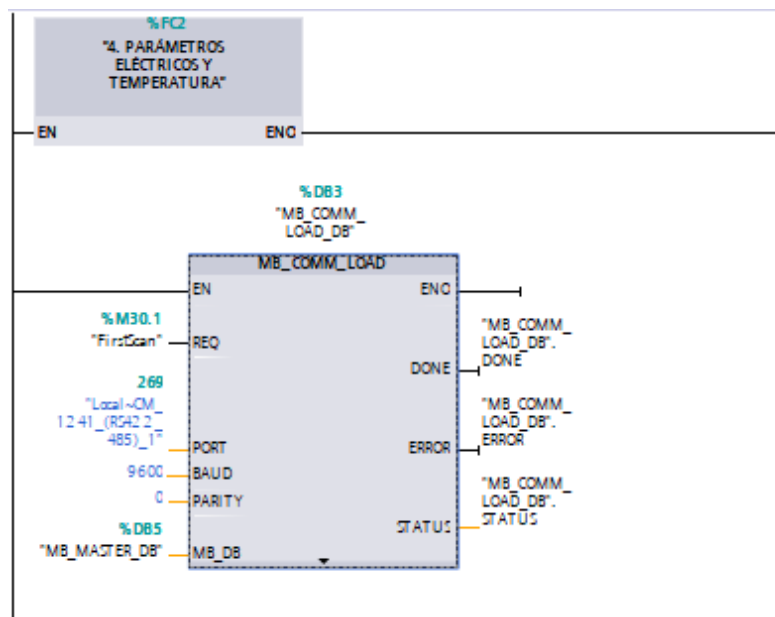 %FC2
"4. PARÁMETROS
ELÉCTRICOS Y
TEMPERATURA"
EN
ENO
%DB3
"MB_COMM_
LOAD_DB"
MB_COMM_LOAD
EN
ENO
%M30.1
"FirstScan"
REQ
"MB_COMM_
LOAD_DB".
DONE
DONE
269
"Local~CM_
1241_(RS422_
485)_1"
PORT
"MB_COMM_
LOAD_DB".
ERROR
ERROR
9600
BAUD
0
PARITY
"MB_COMM_
LOAD_DB".
STATUS
STATUS
%DB5
"MB_MASTER_DB"
MB_DB